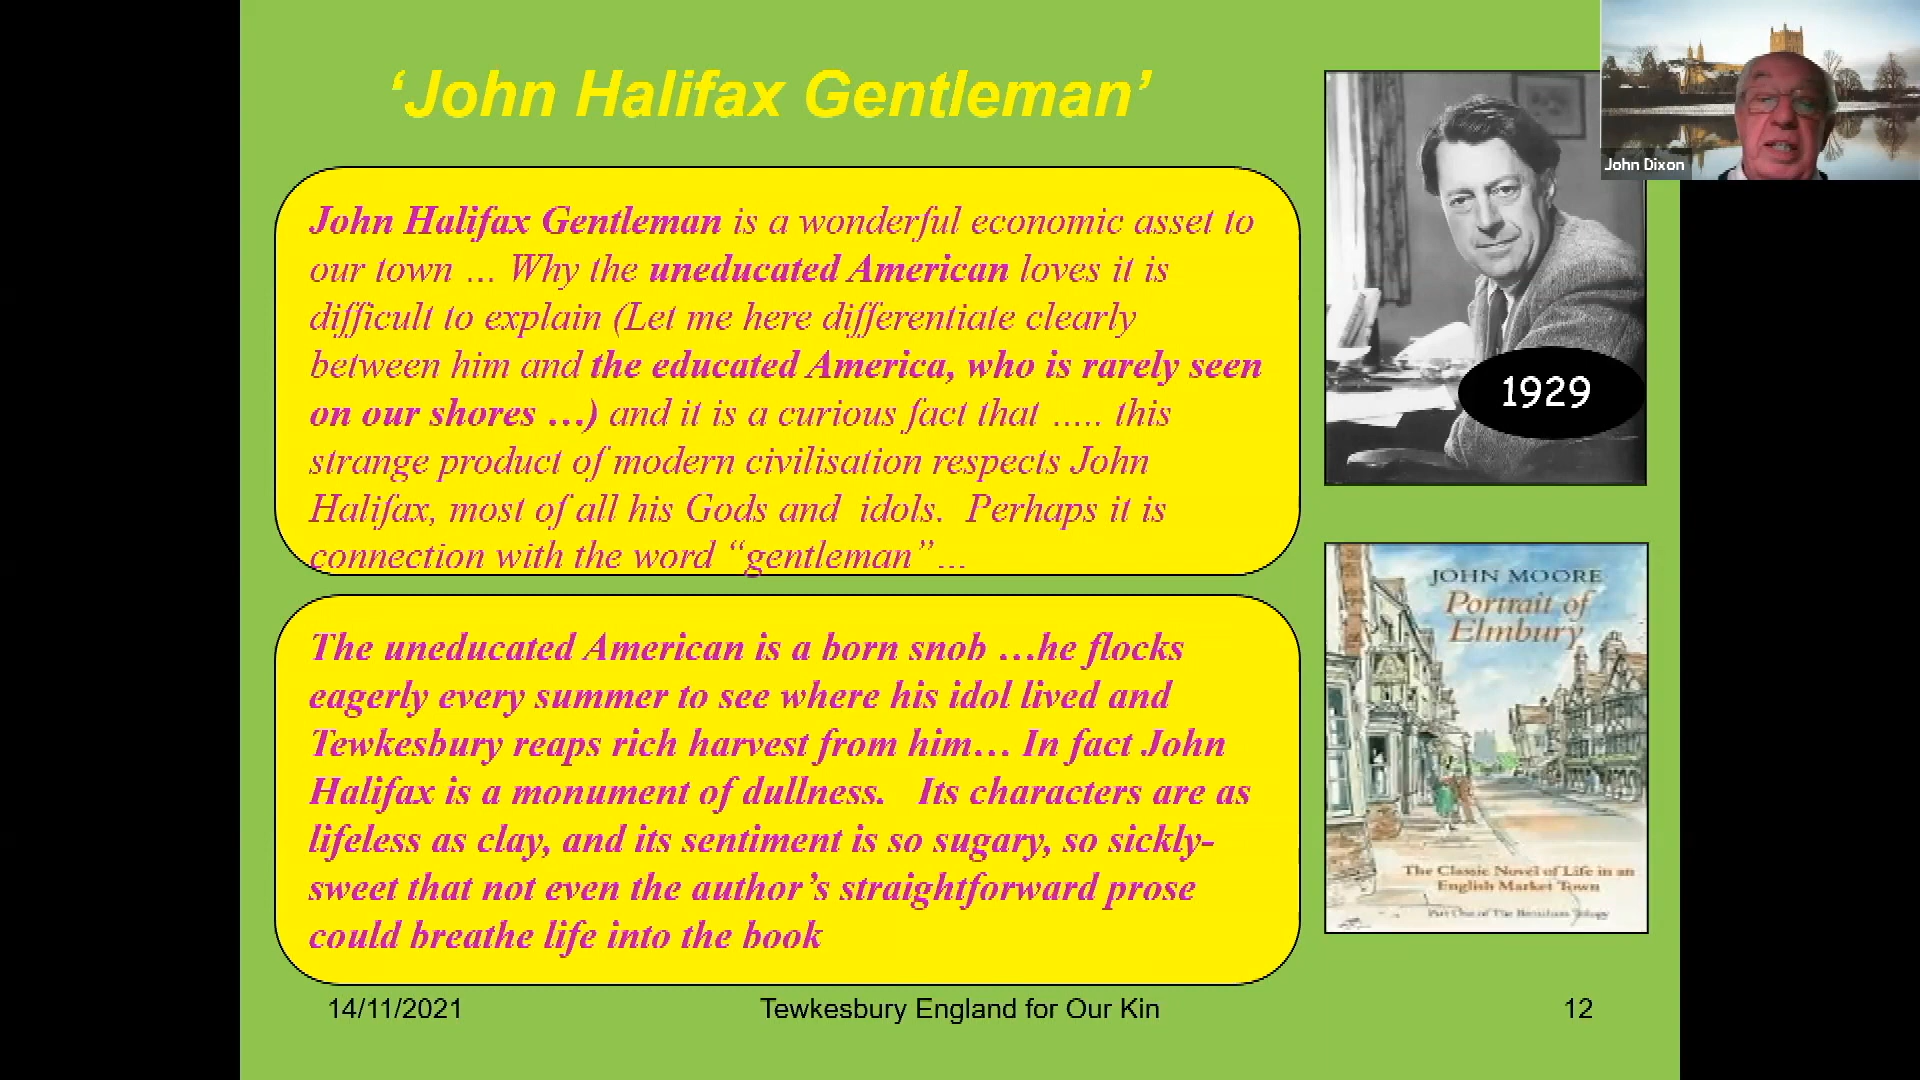 ‘John Halifax Gentleman’
John Halifax Gentleman is a wonderful economic asset to
our town ... Why the uneducated American loves it is
difficult to explain (Let me here differentiate clearly
between him and the educated America, who is rarely seen
on our shores ...) and it is a curious fact that ..... this
strange product of modern civilisation respects John
Halifax, most of all his Gods and idols. Perhaps it is
connection with the word “gentleman”...
The uneducated American is a born snob ...he flocks
eagerly every summer to see where his idol lived and
Tewkesbury reaps rich harvest from him... In fact John
Halifax is a monument of dullness. Its characters are as
lifeless as clay, and its sentiment is so sugary, so sickly-
sweet that not even the author’s straightforward prose
could breathe life into the book
14/11/2021
Tewkesbury England for Our Kin
12
John Dixon
1929
JOHN MOORE
Portrait of
Elmbury
The Classic Novel of Life in an
English Market Town
Part One of The Brensham Trilogy